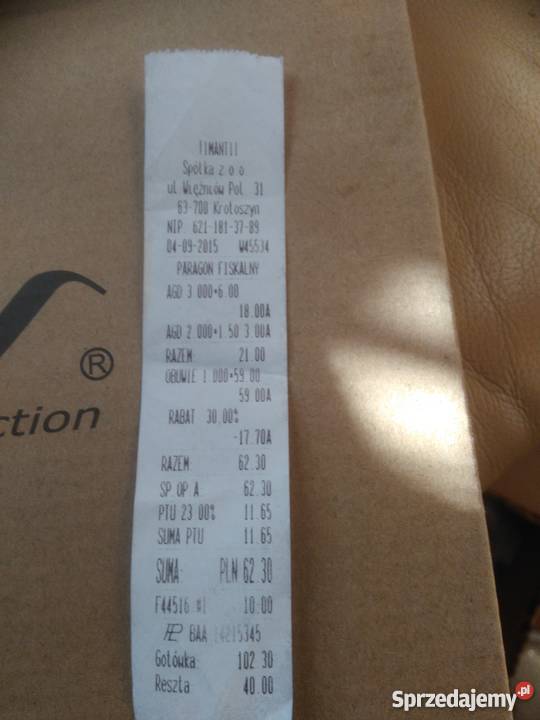 TIMANTII
Spółka z o o
ul. Więźniów Pol. 31
63-700 Krotoszyn
NIP. 621-181-37-89
04-09-2015 W45534
PARAGON FISKALNY
AGD 3 000*6.00
18.00A
AGD 2 000*1 50 3 00A
RAZEM 21.00
OBUWIE 1 000*59.00
59.00A
RABAT 30.00%
-17.70A
RAZEM: 62.30
SP OP A 62.30
PTU 23 00% 11.65
SUMA PTU 11.65
SUMA: PLN 62.30
F44516 #1 10:00
BAA 14215345
Gotówka: 102 30
Reszta: 40.00
®
ction
Sprzedajemy.pl